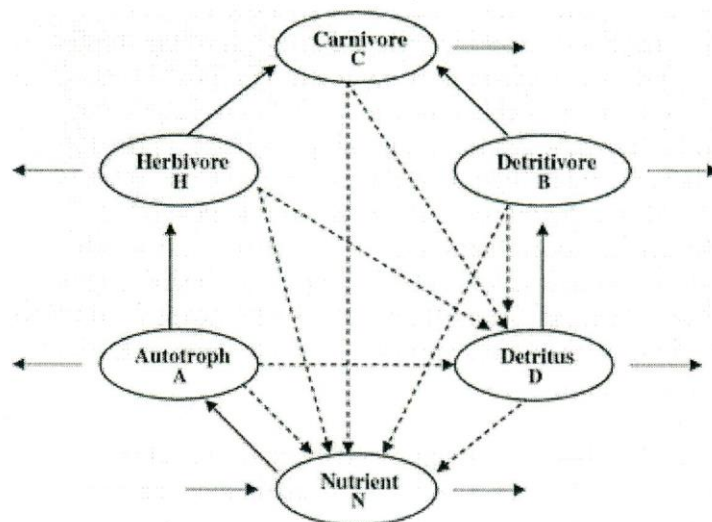 Carnivore
C
Herbivore
H
Detritivore
B
Autotroph
A
Detritus
D
Nutrient
N